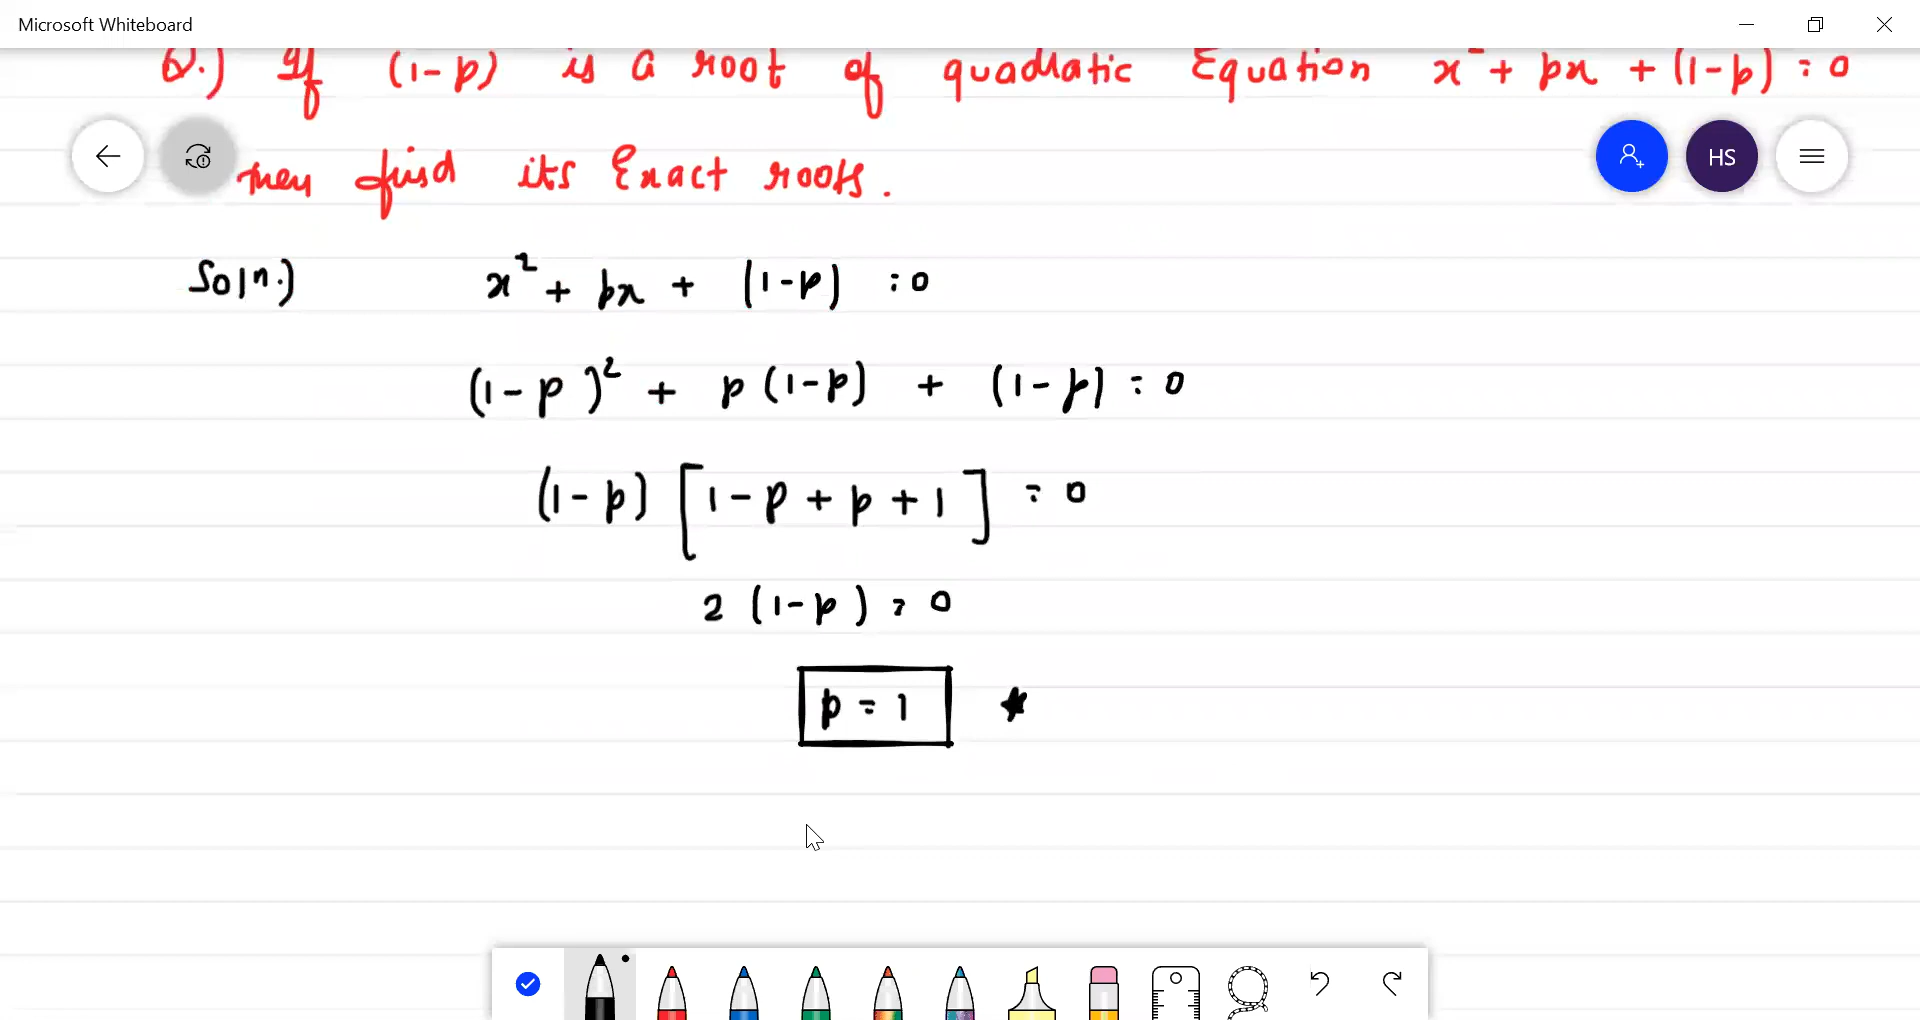 Microsoft Whiteboard
Q.) If (1-p) is a root of quadratic Equation x² + px + (1-p) = 0
HS
then find its Exact roots.
Soln.) x² + px + (1-p) = 0
(1-p)² + p(1-p) + (1-p) = 0
(1-p) [1-p+p+1] = 0
2 (1-p) = 0
p = 1 ★